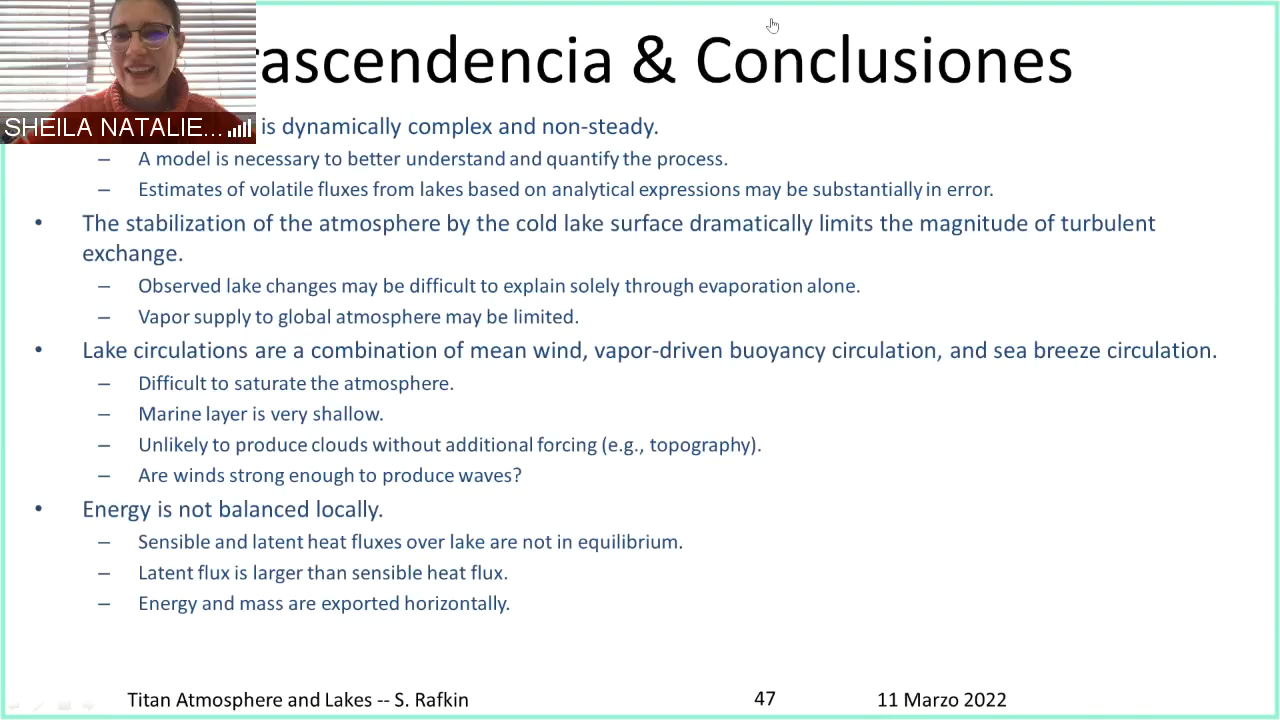 rascendencia & Conclusiones
SHEILA NATALIE...
is dynamically complex and non-steady.
– A model is necessary to better understand and quantify the process.
– Estimates of volatile fluxes from lakes based on analytical expressions may be substantially in error.
• The stabilization of the atmosphere by the cold lake surface dramatically limits the magnitude of turbulent
exchange.
– Observed lake changes may be difficult to explain solely through evaporation alone.
– Vapor supply to global atmosphere may be limited.
• Lake circulations are a combination of mean wind, vapor-driven buoyancy circulation, and sea breeze circulation.
– Difficult to saturate the atmosphere.
– Marine layer is very shallow.
– Unlikely to produce clouds without additional forcing (e.g., topography).
– Are winds strong enough to produce waves?
• Energy is not balanced locally.
– Sensible and latent heat fluxes over lake are not in equilibrium.
– Latent flux is larger than sensible heat flux.
– Energy and mass are exported horizontally.
Titan Atmosphere and Lakes -- S. Rafkin 47 11 Marzo 2022